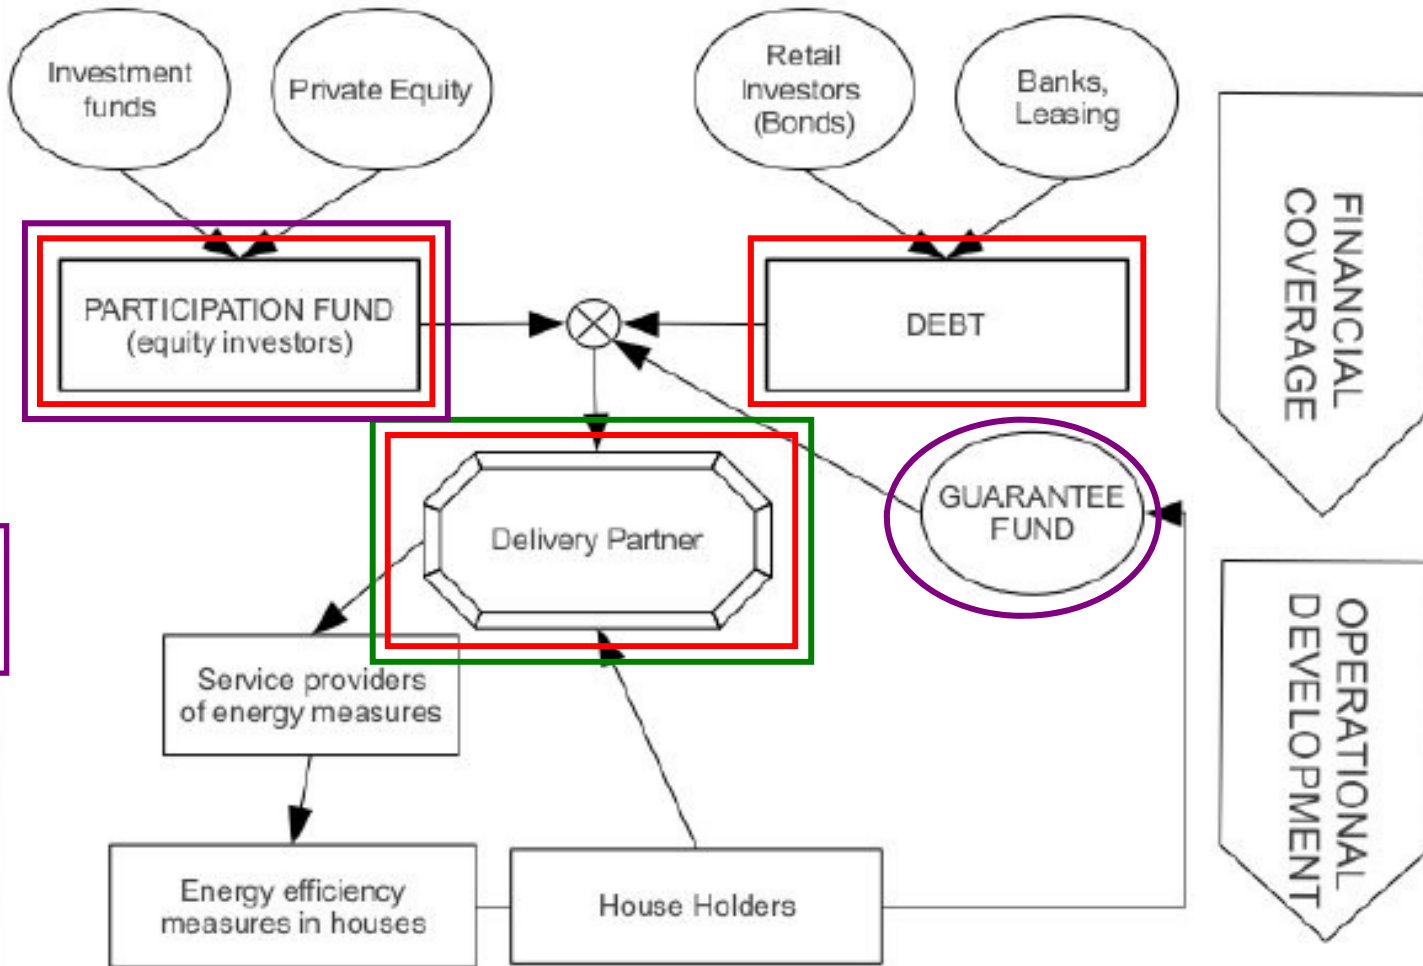 Investment
funds
Private Equity
Retail
Investors
(Bonds)
Banks,
Leasing
PARTICIPATION FUND
(equity investors)
DEBT
FINANCIAL
COVERAGE
Delivery Partner
GUARANTEE
FUND
Service providers
of energy measures
OPERATIONAL
DEVELOPMENT
Energy efficiency
measures in houses
House Holders